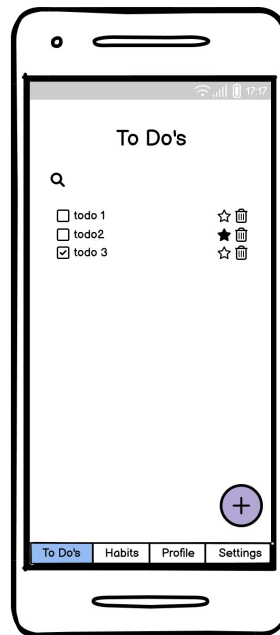 17:17
To Do's
todo 1
todo2
todo 3
To Do's Habits Profile Settings